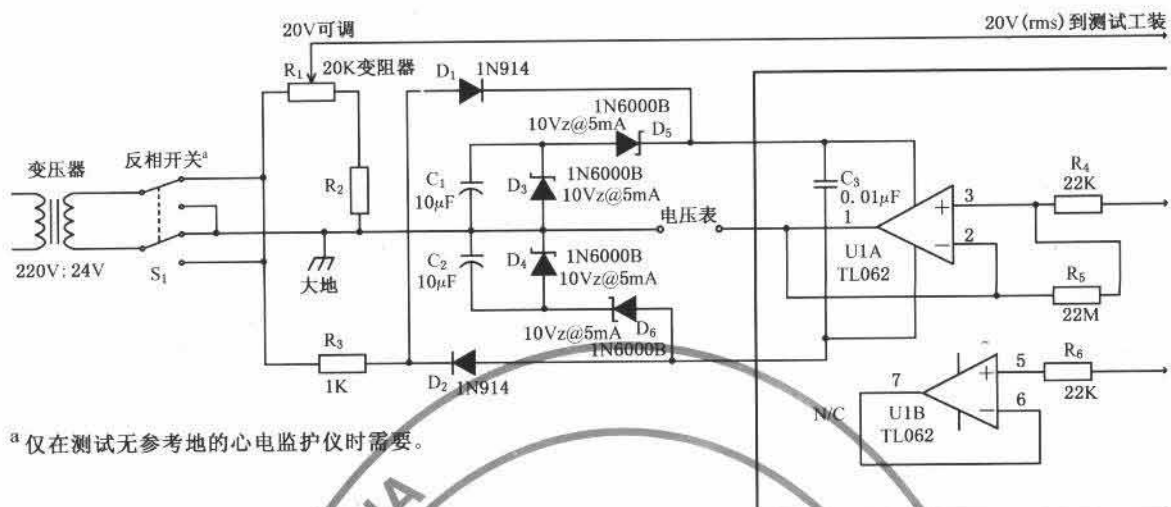 20V可调
20V(rms)到测试工装
R₁
20K变阻器
D₁
1N914
1N6000B
10Vz@5mA
D₅
变压器
反相开关ᵃ
R₂
C₁
10μF
D₃
1N6000B
10Vz@5mA
C₃
0.01μF
R₄
22K
3
1
电压表
U1A
TL062
2
220V:24V
S₁
大地
C₂
10μF
D₄
1N6000B
10Vz@5mA
R₅
22M
10Vz@5mA
D₆
1N6000B
R₃
1K
D₂
1N914
7
5
6
R₆
22K
N/C
U1B
TL062
ᵃ 仅在测试无参考地的心电监护仪时需要。